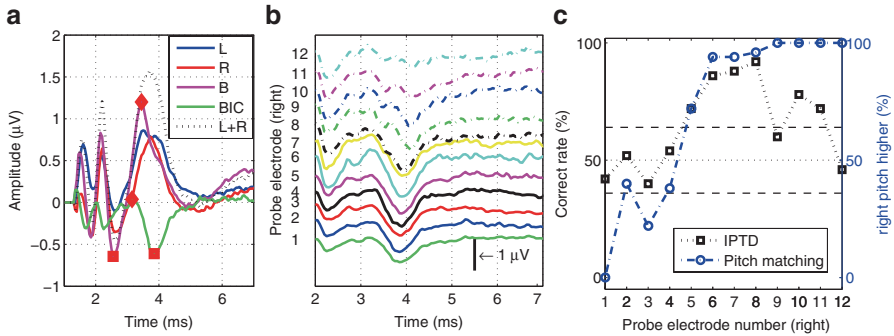 a
Amplitude (μV)
2
1.5
1
0.5
0
−0.5
−1
2
4
6
Time (ms)
L
R
B
BIC
L+R
b
Probe electrode (right)
12
11
10
9
8
7
6
5
4
3
2
1
← 1 μV
2
3
4
5
6
7
Time (ms)
c
Correct rate (%)
100
50
0
1
2
3
4
5
6
7
8
9
10
11
12
Probe electrode number (right)
IPTD
Pitch matching
100
50
0
right pitch higher (%)